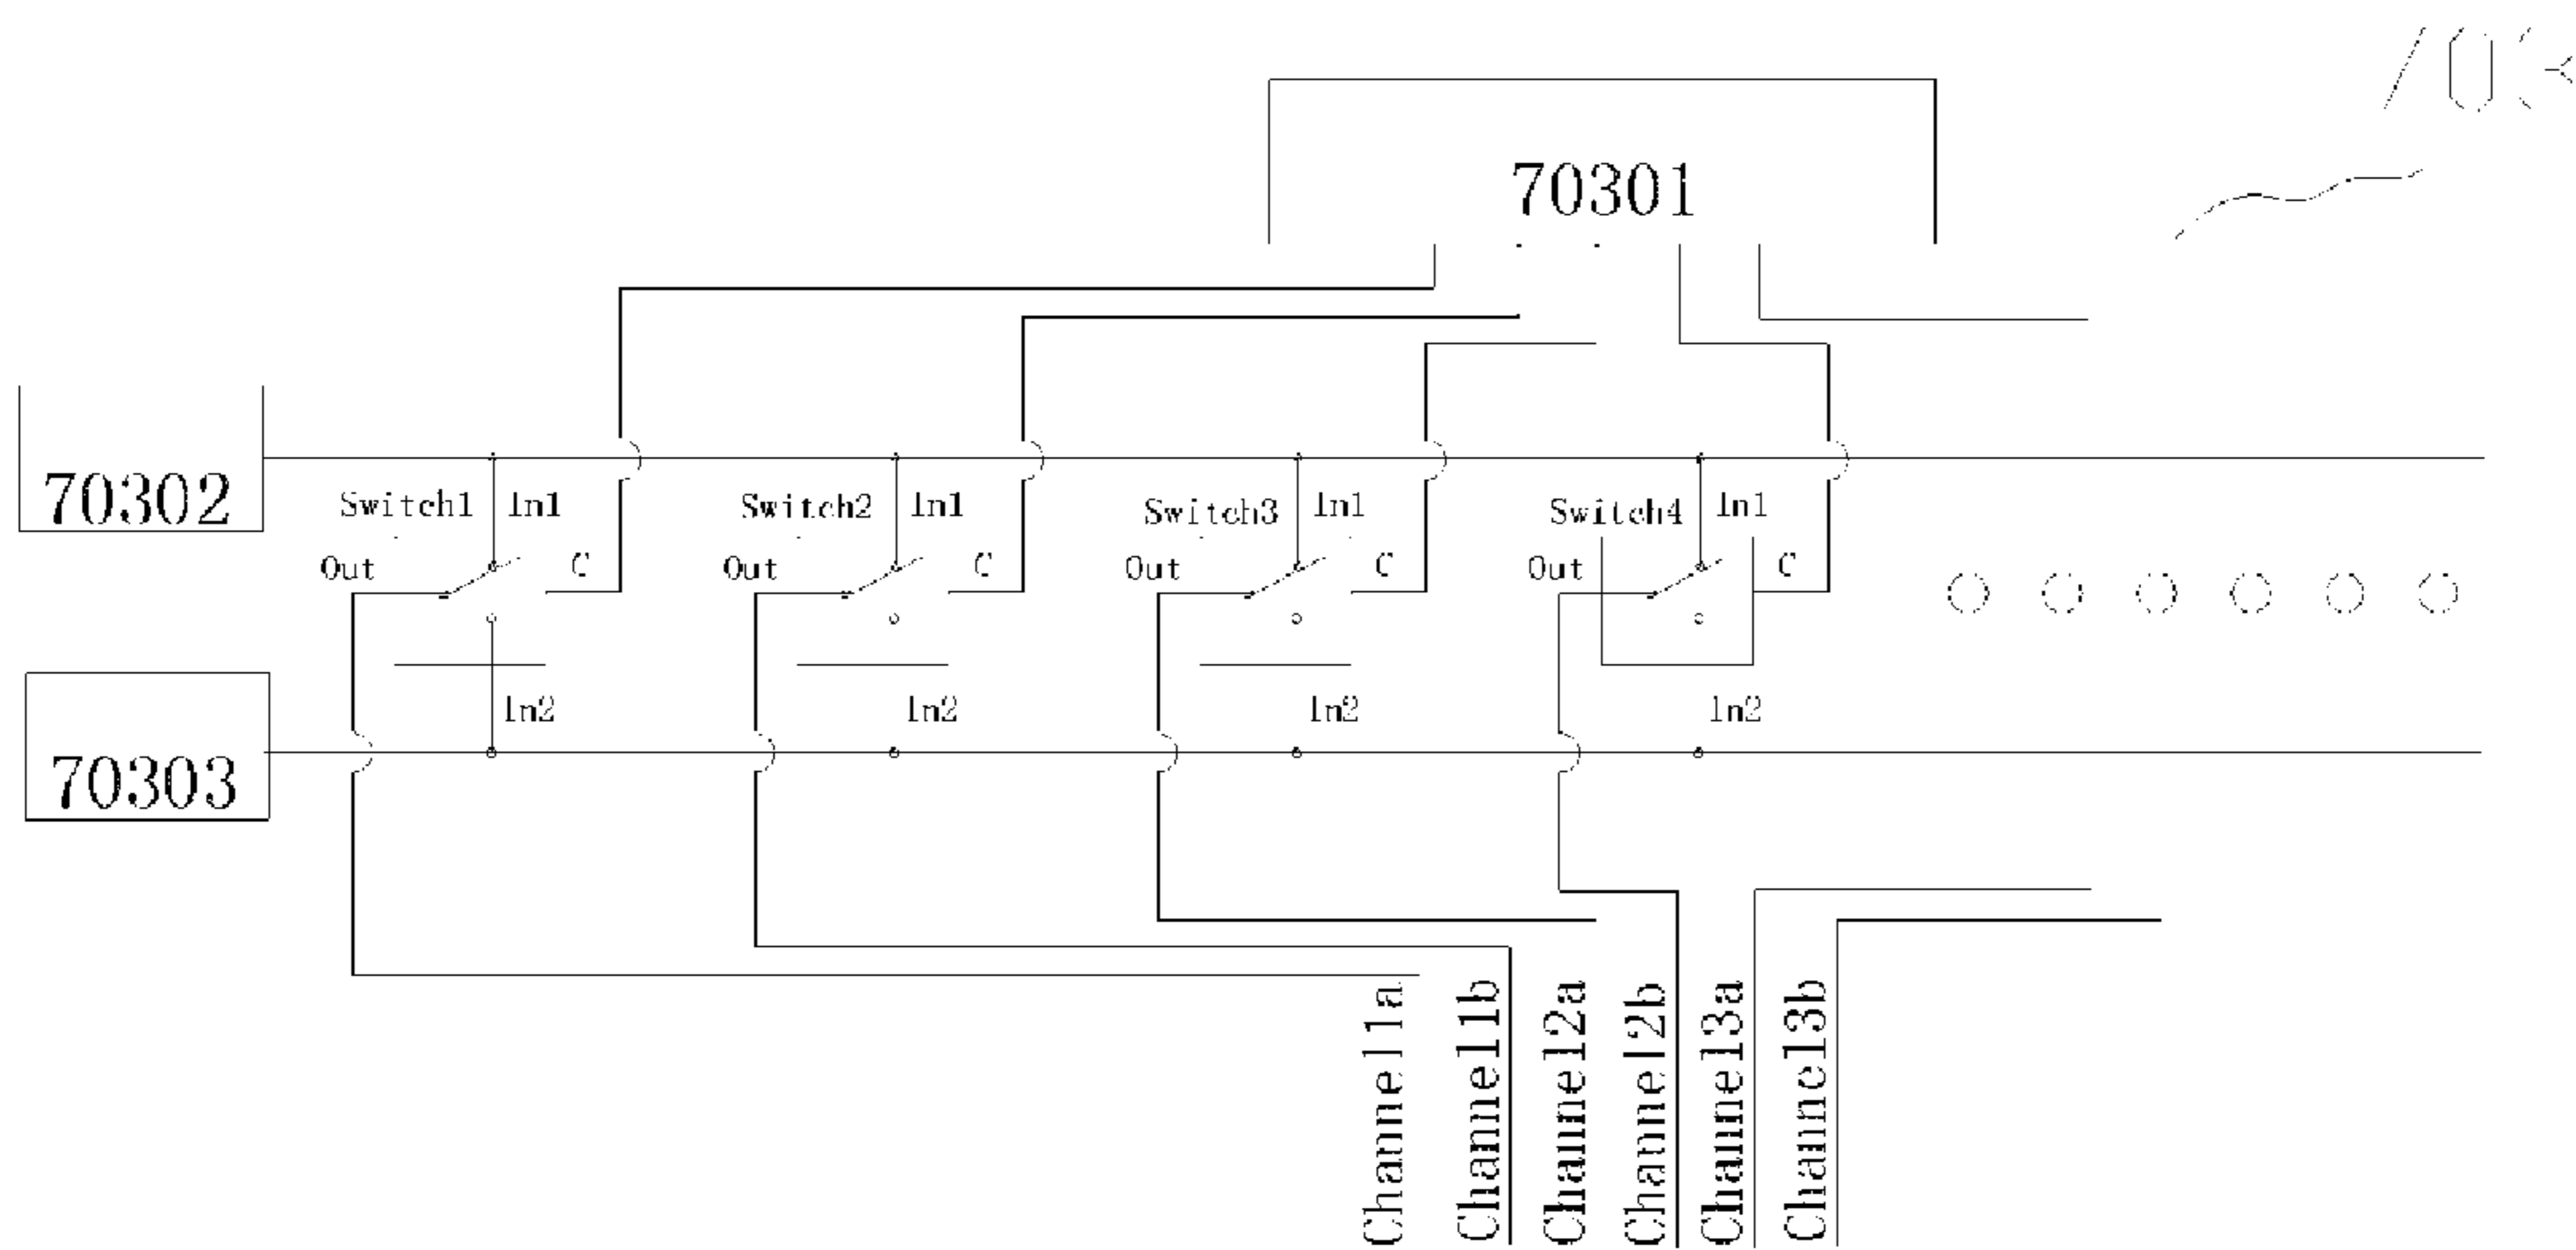 703
70301
70302
Switch1 In1
Switch2 In1
Switch3 In1
Switch4 In1
Out C
Out C
Out C
Out C
In2
In2
In2
In2
70303
Channel1a
Channel1b
Channel2a
Channel2b
Channel3a
Channel3b